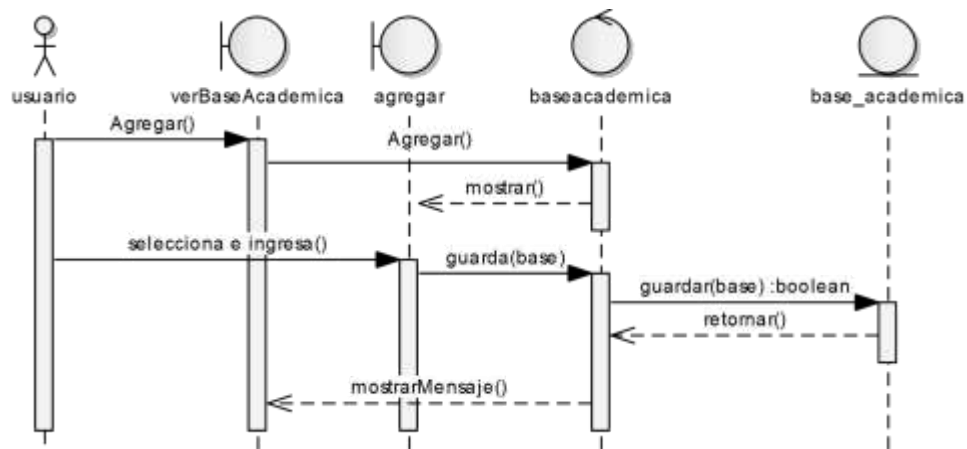 usuario
verBaseAcademica
agregar
baseacademica
base_academica
Agregar()
Agregar()
mostrar()
selecciona e ingresa()
guarda(base)
guardar(base) :boolean
retornar()
mostrarMensaje()